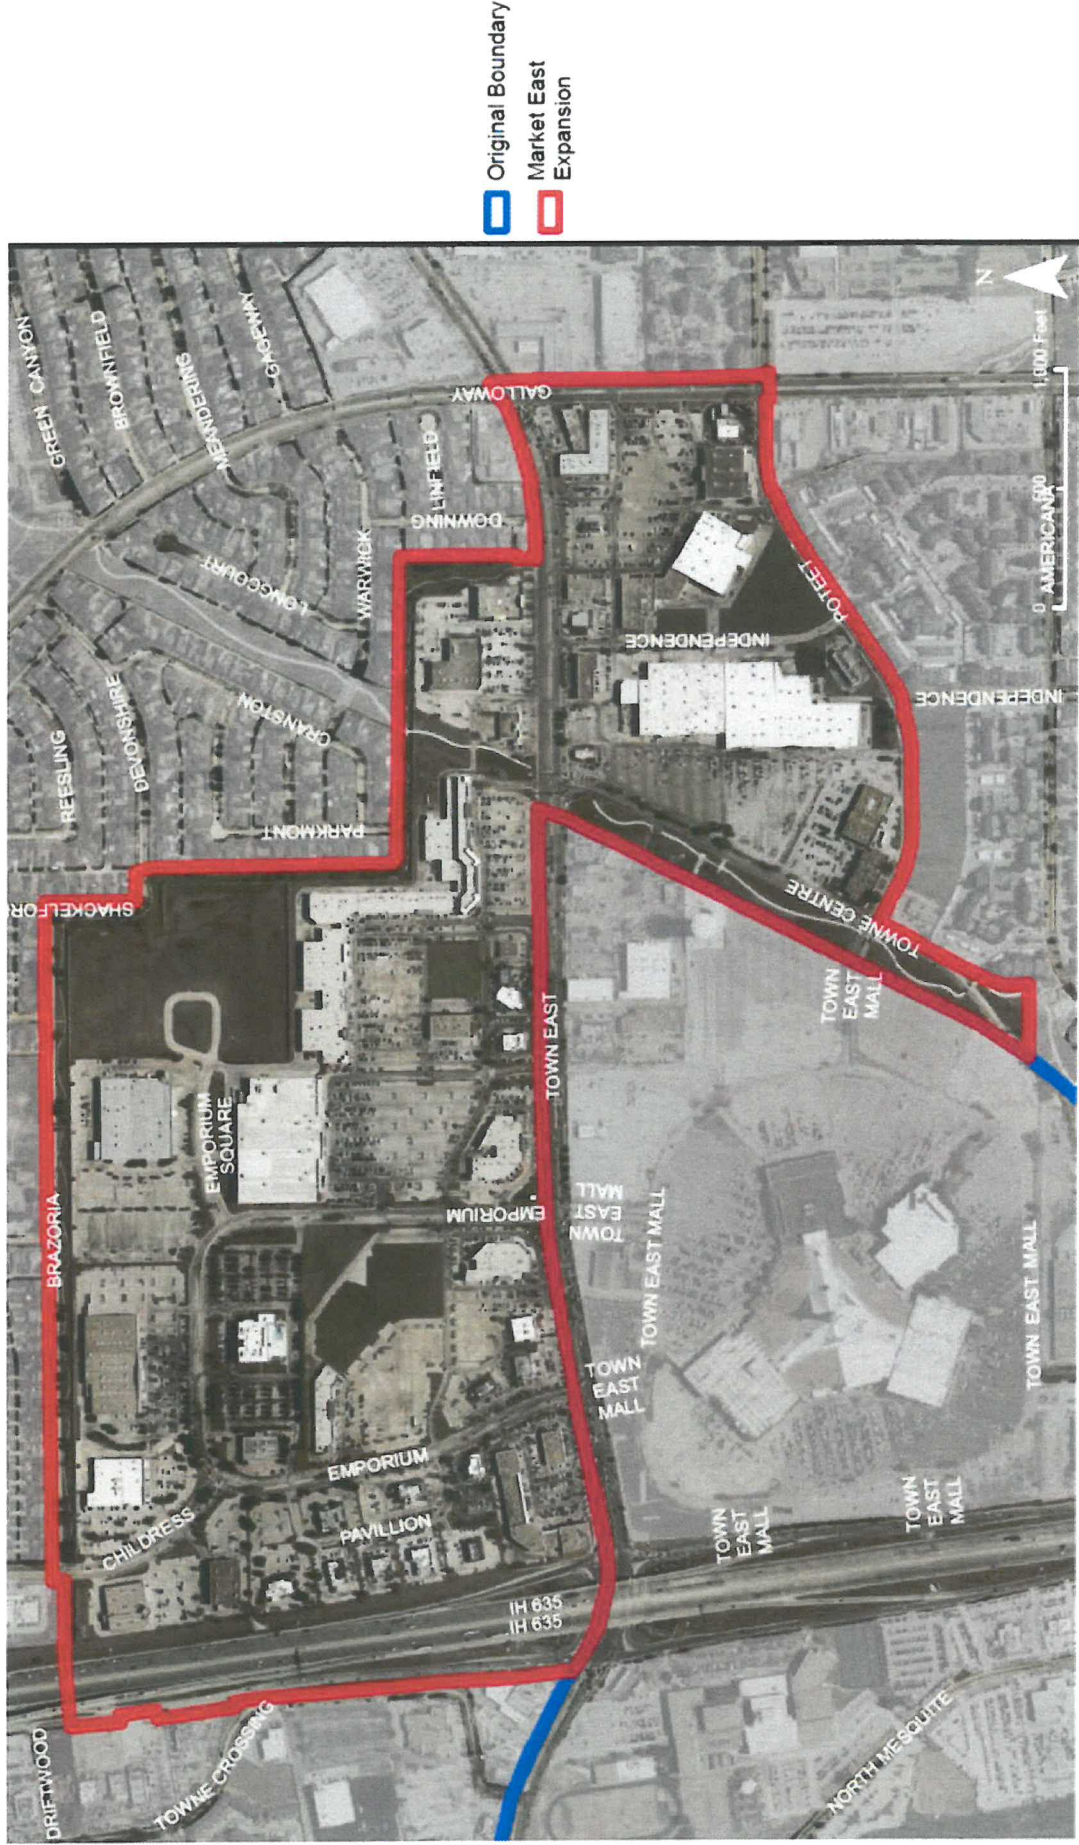 DRIFTWOOD
BRAZORIA
SHACKELFOR
REESLING
GREEN CANYON
BROWNFIELD
DEVONSHIRE
MEANDERING
GAGEWAY
LONGCOURT
CRANSTON
WARWICK
PARKMONT
LINFIELD
DOWNING
GALLOWAY
CHILDRESS
TOWNE CROSSING
EMPORIUM
SQUARE
EMPORIUM
PAVILLION
EMPORIUM
IH 635
IH 635
TOWN EAST
TOWN
EAST
MALL
TOWN
EAST
MALL
TOWN EAST MALL
INDEPENDENCE
POTEET
TOWNE CENTRE
TOWN
EAST
MALL
TOWN
EAST
MALL
TOWN
EAST
MALL
NORTH MESQUITE
TOWN EAST MALL
INDEPENDENCE
INDEPENDENCE
AMERICANA
N
0 500 1,000 Feet
Original Boundary
Market East
Expansion